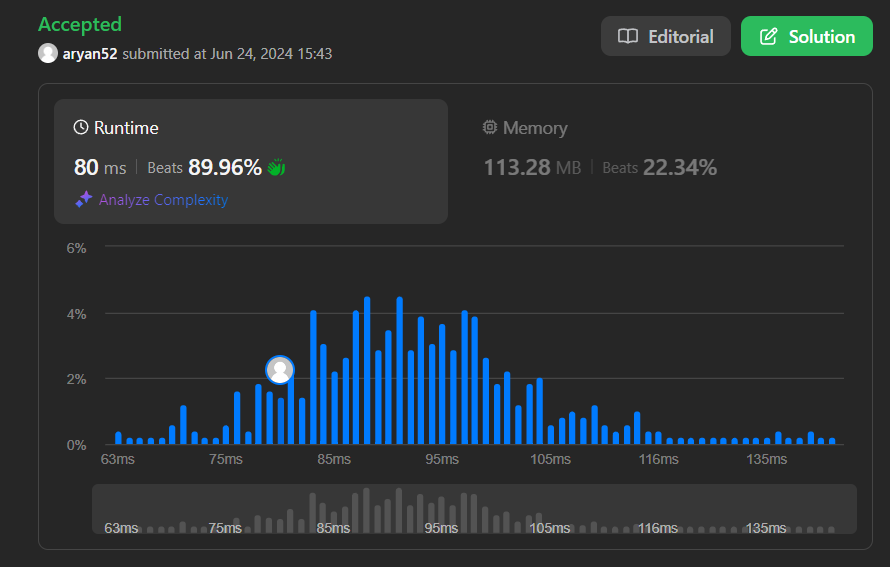 Accepted
aryan52 submitted at Jun 24, 2024 15:43
Editorial
Solution
Runtime
80 ms | Beats 89.96%
Analyze Complexity
Memory
113.28 MB | Beats 22.34%
6%
4%
2%
0%
63ms 75ms 85ms 95ms 105ms 116ms 135ms
63ms 75ms 85ms 95ms 105ms 116ms 135ms